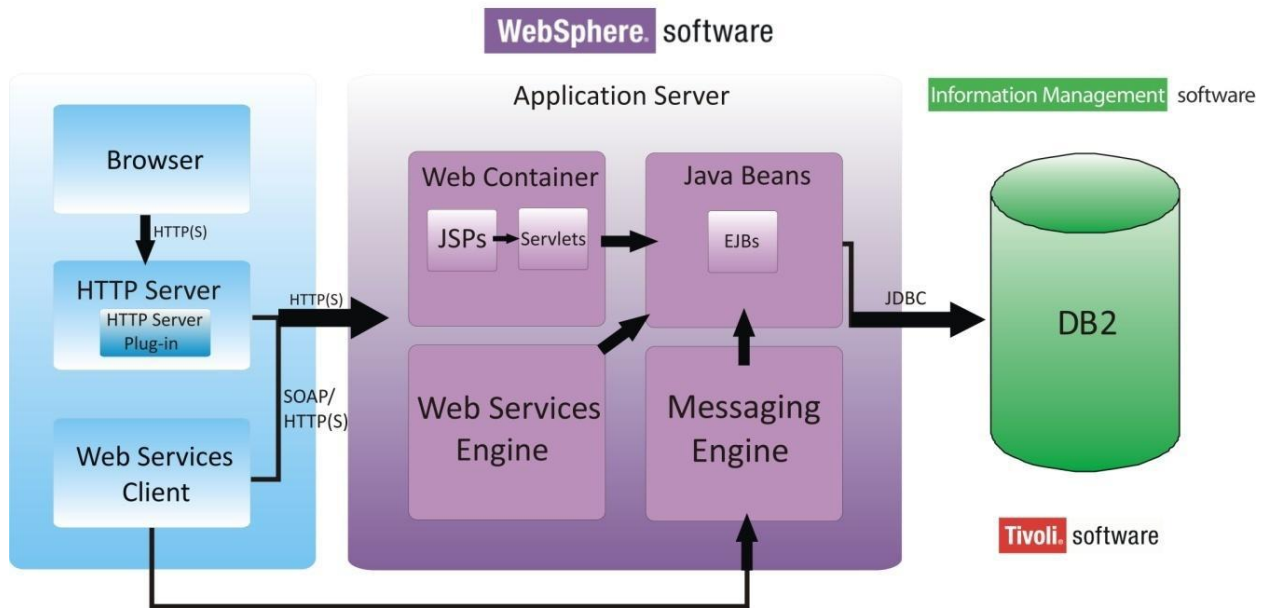 WebSphere. software
Browser
HTTP(S)
HTTP Server
HTTP Server
Plug-in
Web Services
Client
HTTP(S)
SOAP/
HTTP(S)
Application Server
Web Container
JSPs
Servlets
Java Beans
EJBs
Web Services
Engine
Messaging
Engine
JDBC
Information Management software
DB2
Tivoli. software